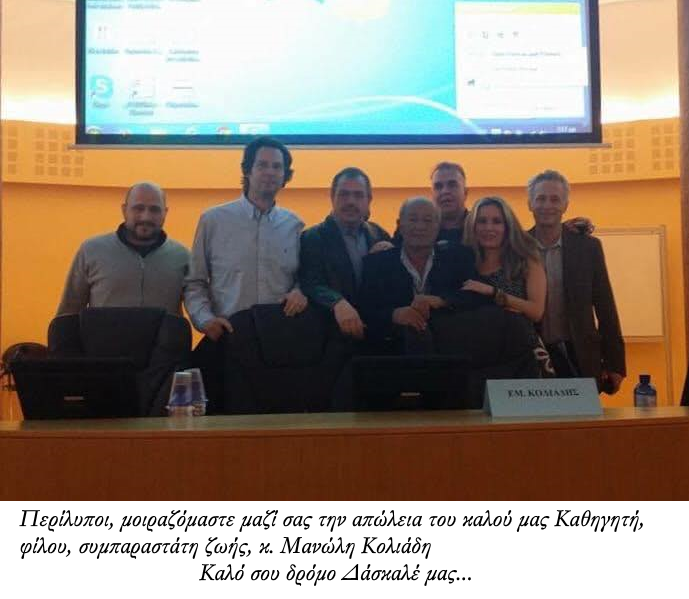 ΕΜ. ΚΟΛΙΑΔΗΣ
Περίλυποι, μοιραζόμαστε μαζί σας την απώλεια του καλού μας Καθηγητή,
φίλου, συμπαραστάτη ζωής, κ. Μανώλη Κολιάδη
Καλό σου δρόμο Δάσκαλέ μας...